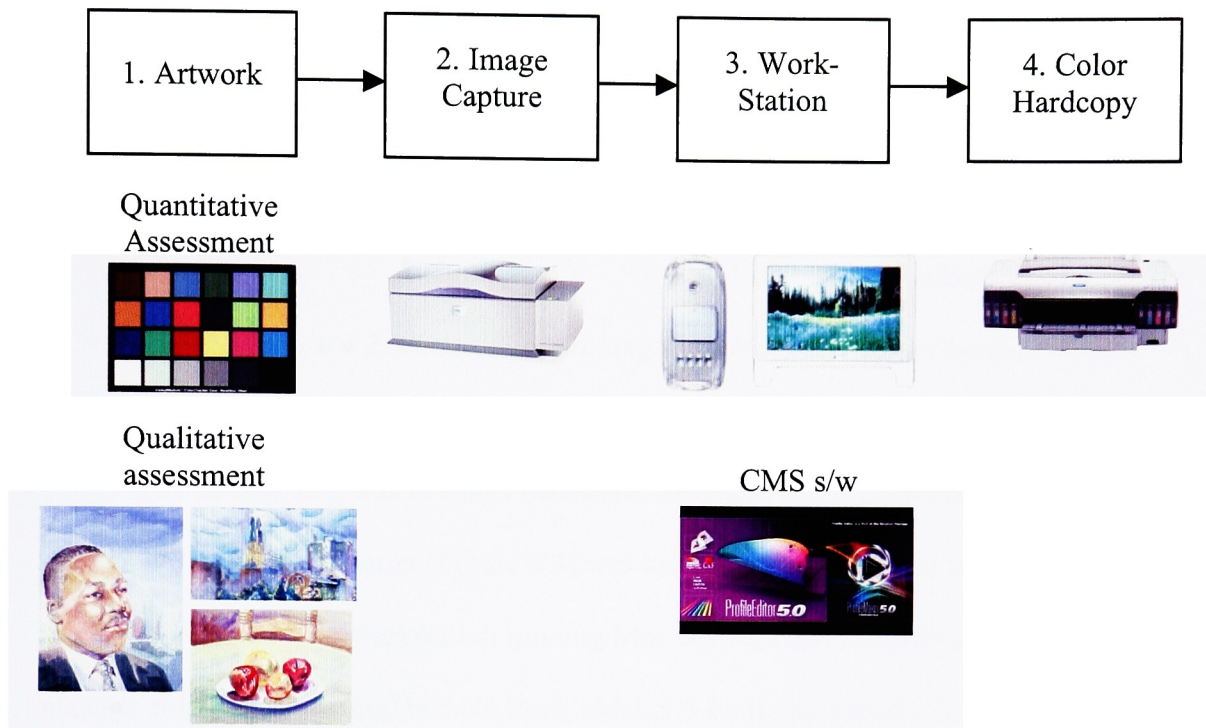 1. Artwork
2. Image
Capture
3. Work-
Station
4. Color
Hardcopy
Quantitative
Assessment
Qualitative
assessment
CMS s/w
ProfileEditor 5.0